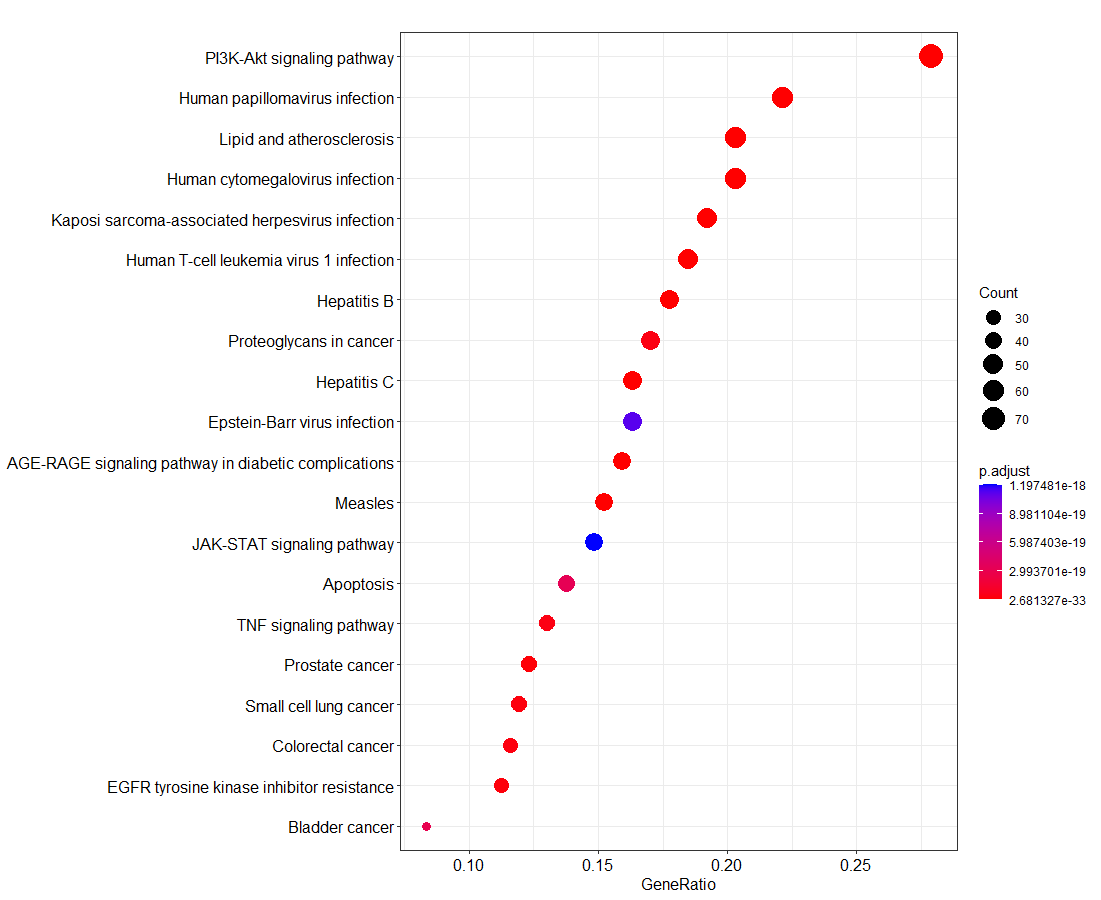 PI3K-Akt signaling pathway
Human papillomavirus infection
Lipid and atherosclerosis
Human cytomegalovirus infection
Kaposi sarcoma-associated herpesvirus infection
Human T-cell leukemia virus 1 infection
Hepatitis B
Proteoglycans in cancer
Hepatitis C
Epstein-Barr virus infection
AGE-RAGE signaling pathway in diabetic complications
Measles
JAK-STAT signaling pathway
Apoptosis
TNF signaling pathway
Prostate cancer
Small cell lung cancer
Colorectal cancer
EGFR tyrosine kinase inhibitor resistance
Bladder cancer
0.10 0.15 0.20 0.25
GeneRatio
Count
30
40
50
60
70
p.adjust
1.197481e-18
8.981104e-19
5.987403e-19
2.993701e-19
2.681327e-33